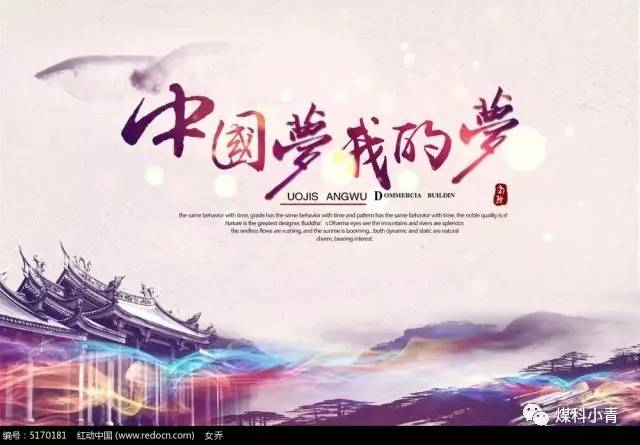 中國夢我的夢
UOJIS ANGWU DOMMERCIA BUILDIN
the same behavior with time, grade has the same behavior with time and pattern has the same behavior with time, the noble quality is of
Nature is the greatest designer, Buddha's Dharma eyes see the mountains and rivers are splendor,
the endless flows are rushing, and the sunrise is booming...both dynamic and static are natural
charm, bearing interest.
煤科小青
编号：5170181 红动中国 (www.redocn.com) 女乔